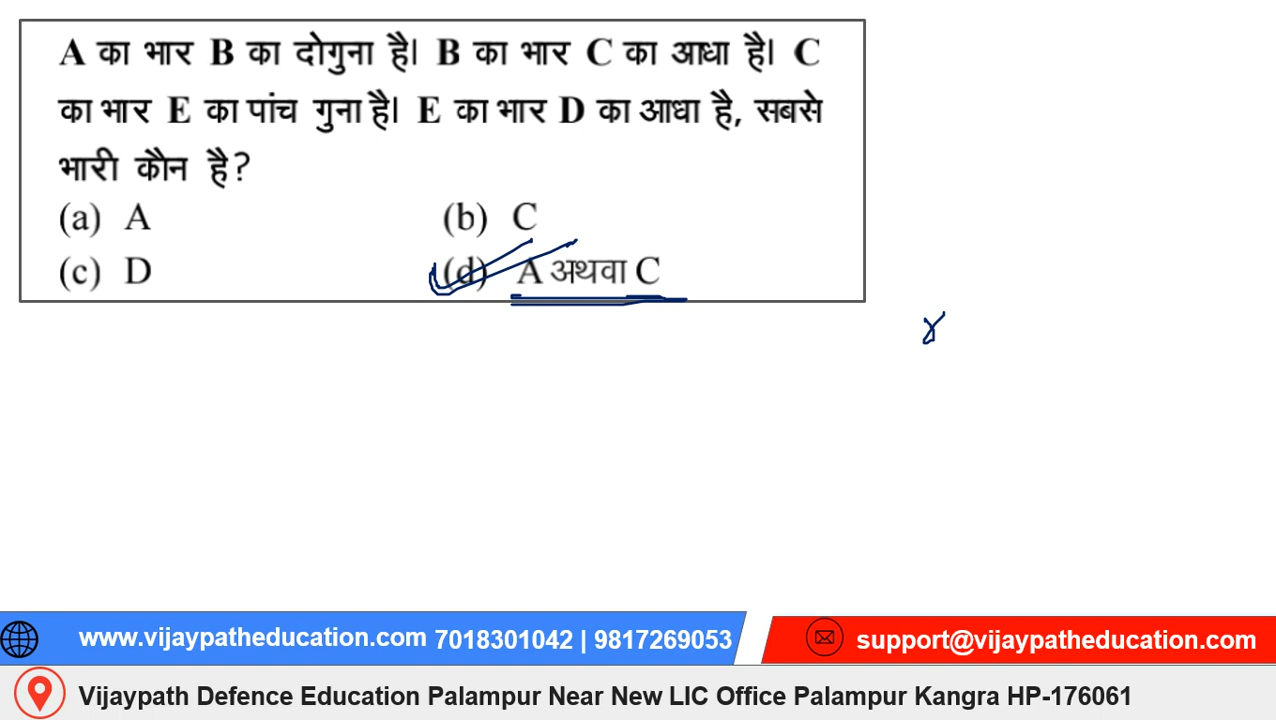 A का भार B का दोगुना है। B का भार C का आधा है। C
का भार E का पांच गुना है। E का भार D का आधा है, सबसे
भारी कौन है?
(a) A (b) C
(c) D (d) A अथवा C
www.vijaypatheducation.com 7018301042 | 9817269053 support@vijaypatheducation.com
Vijaypath Defence Education Palampur Near New LIC Office Palampur Kangra HP-176061